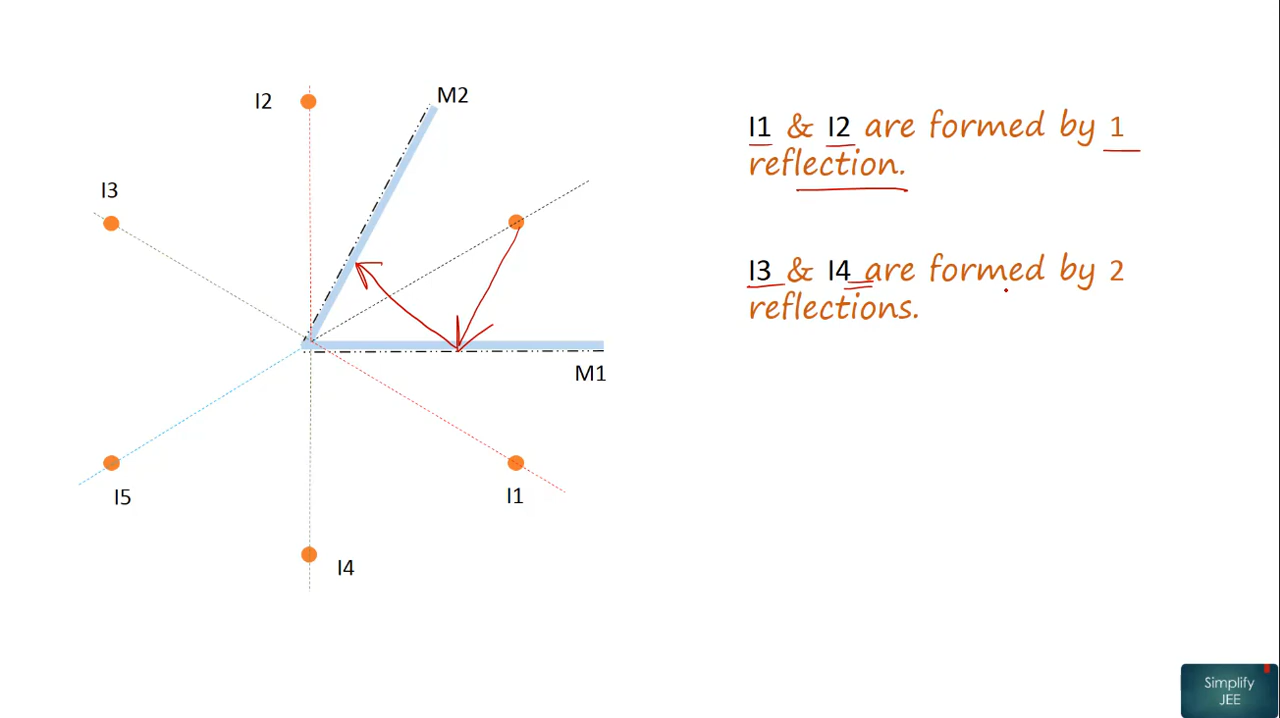 I2
M2
I3
M1
I5
I1
I4
I1 & I2 are formed by 1
reflection.
I3 & I4 are formed by 2
reflections.
Simplify
JEE